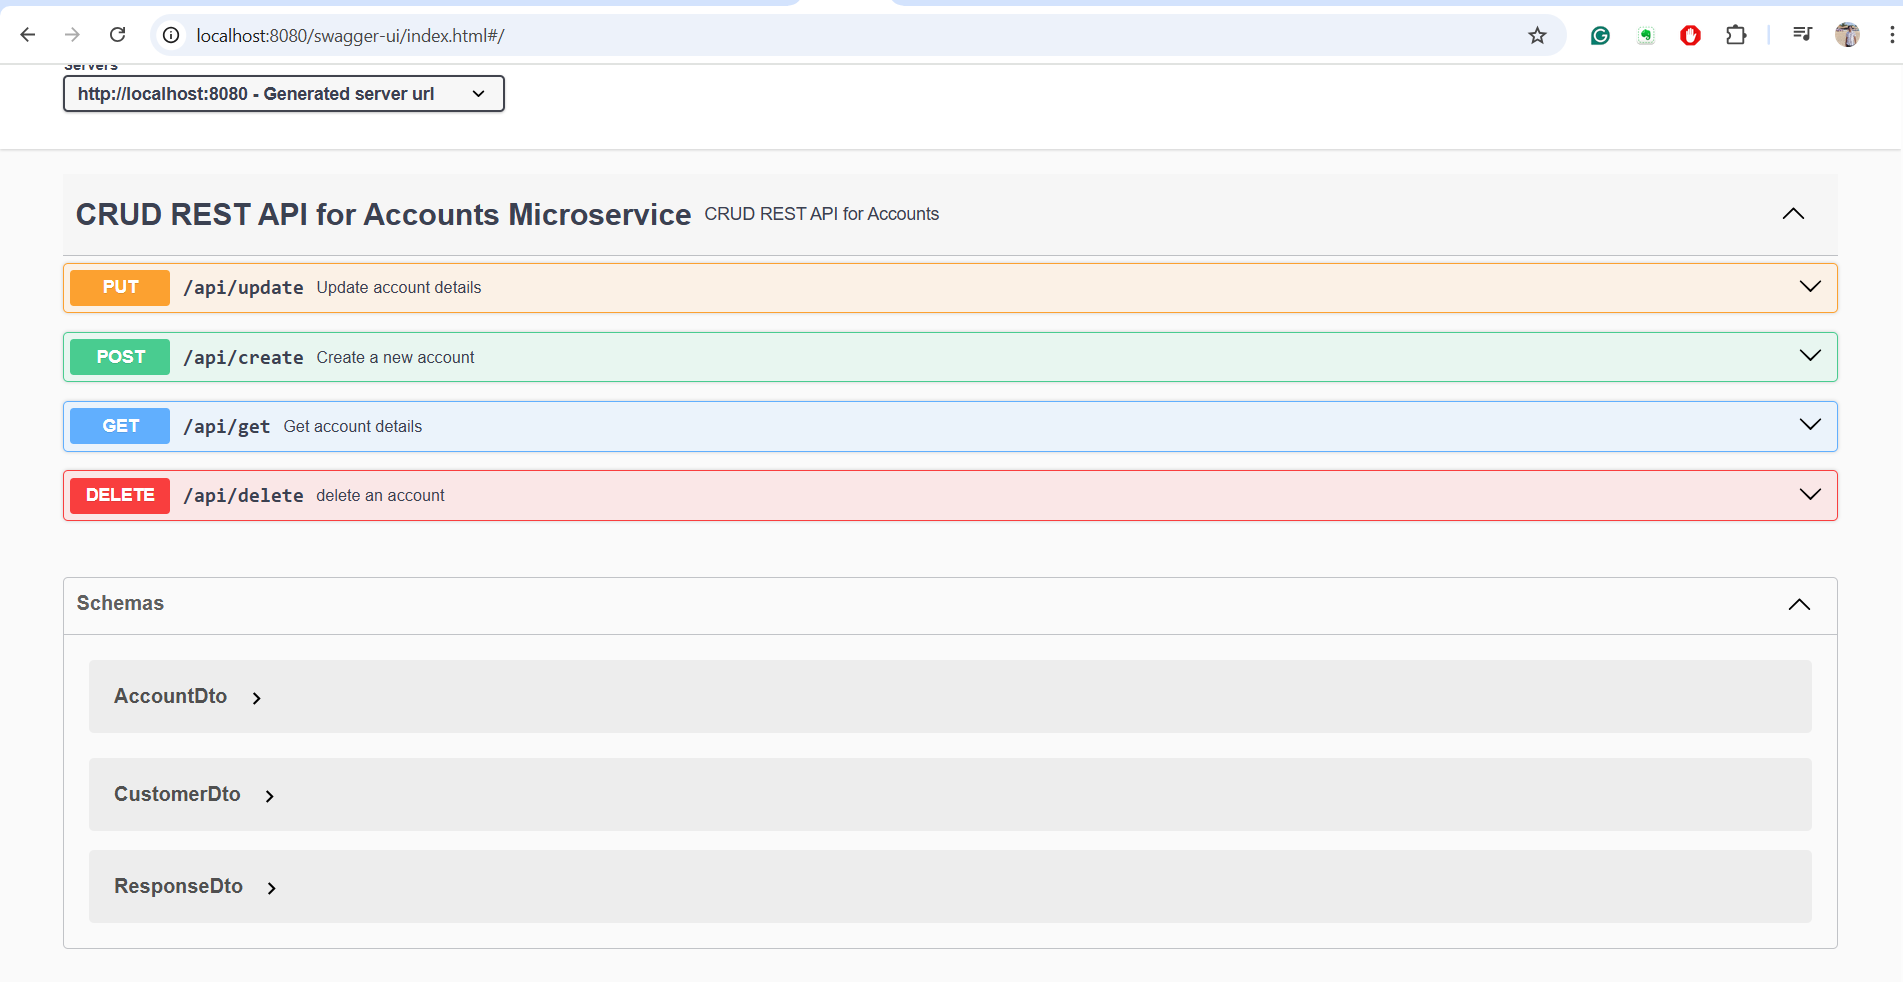 localhost:8080/swagger-ui/index.html#/
Servers
http://localhost:8080 - Generated server url
CRUD REST API for Accounts Microservice CRUD REST API for Accounts
PUT /api/update Update account details
POST /api/create Create a new account
GET /api/get Get account details
DELETE /api/delete delete an account
Schemas
AccountDto
CustomerDto
ResponseDto